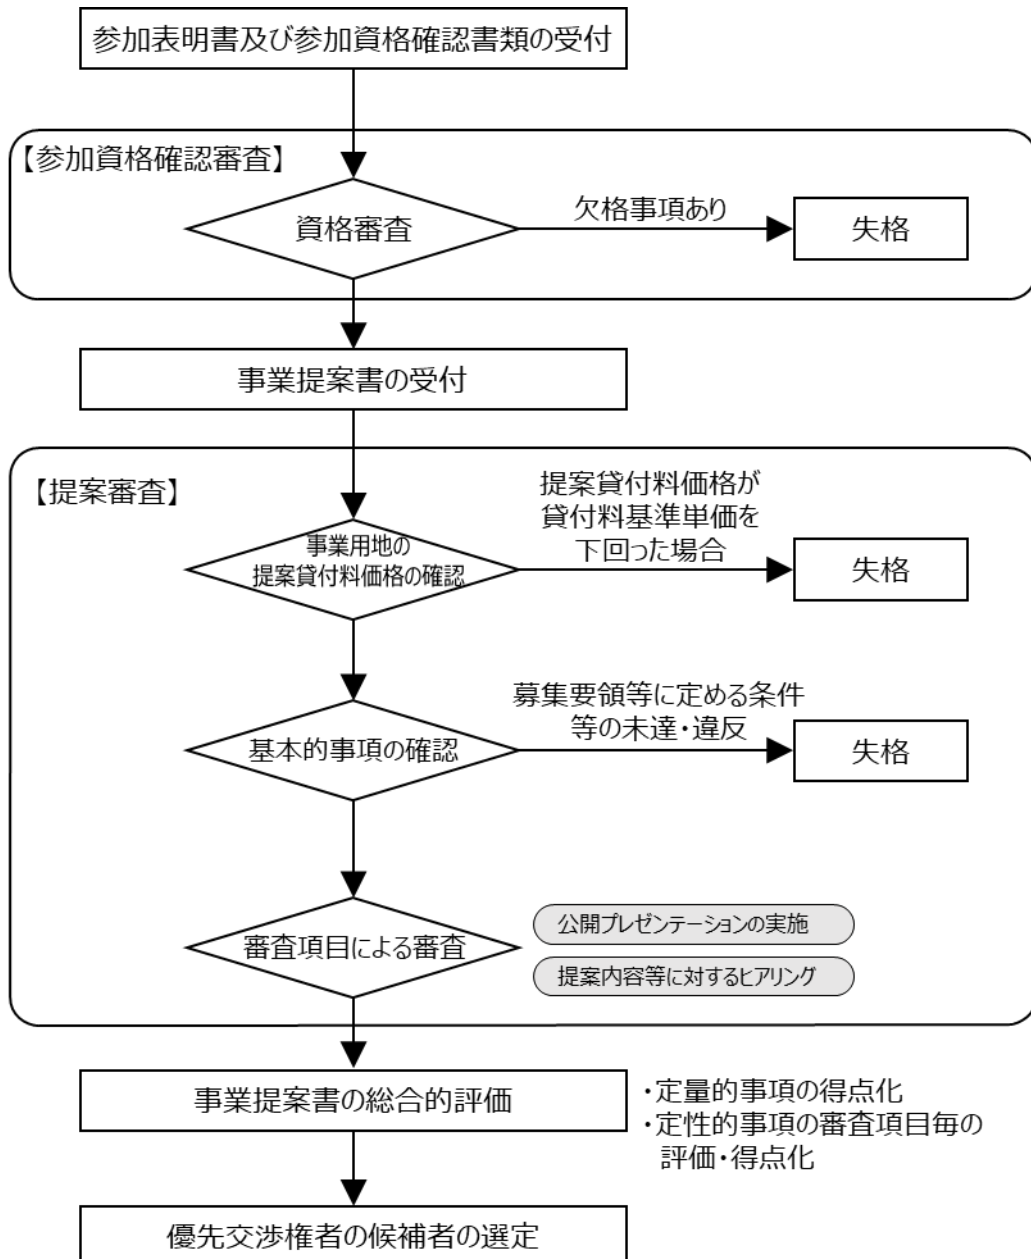 参加表明書及び参加資格確認書類の受付
【参加資格確認審査】
資格審査
欠格事項あり
失格
事業提案書の受付
【提案審査】
事業用地の
提案貸付料価格の確認
提案貸付料価格が
貸付料基準単価を
下回った場合
失格
基本的事項の確認
募集要領等に定める条件
等の未達・違反
失格
審査項目による審査
公開プレゼンテーションの実施
提案内容等に対するヒアリング
事業提案書の総合的評価
・定量的事項の得点化
・定性的事項の審査項目毎の
評価・得点化
優先交渉権者の候補者の選定